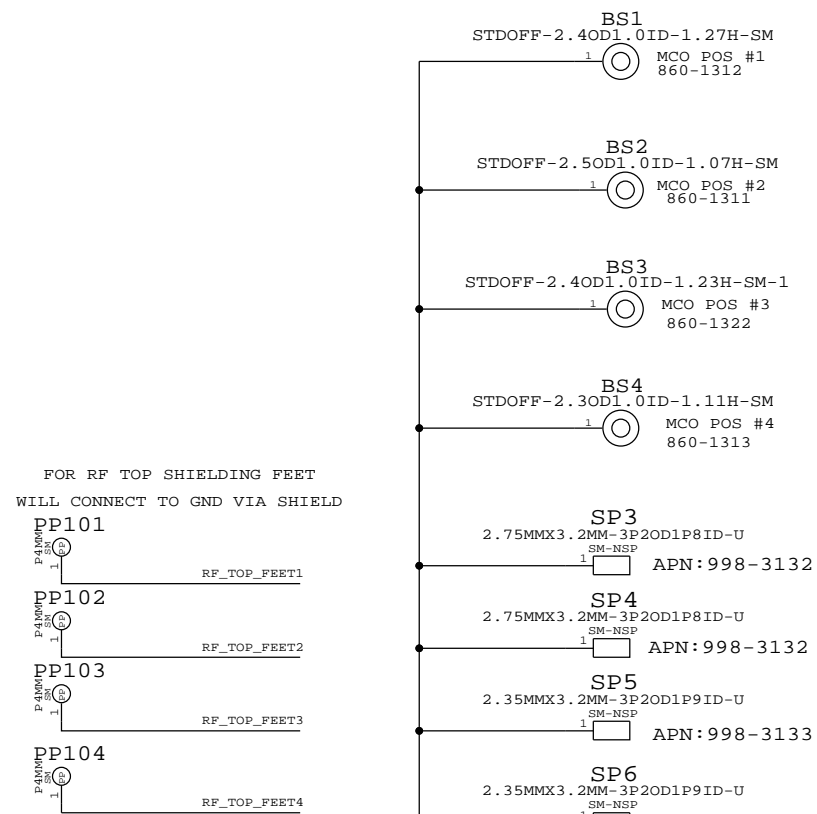 BS1
STDOFF-2.4OD1.0ID-1.27H-SM
1
MCO POS #1
860-1312
BS2
STDOFF-2.5OD1.0ID-1.07H-SM
1
MCO POS #2
860-1311
BS3
STDOFF-2.4OD1.0ID-1.23H-SM-1
1
MCO POS #3
860-1322
BS4
STDOFF-2.3OD1.0ID-1.11H-SM
1
MCO POS #4
860-1313
FOR RF TOP SHIELDING FEET
WILL CONNECT TO GND VIA SHIELD
PP101
P4MM
SM
PP
1
RF_TOP_FEET1
PP102
P4MM
SM
PP
1
RF_TOP_FEET2
PP103
P4MM
SM
PP
1
RF_TOP_FEET3
PP104
P4MM
SM
PP
1
RF_TOP_FEET4
SP3
2.75MMX3.2MM-3P2OD1P8ID-U
SM-NSP
1
APN:998-3132
SP4
2.75MMX3.2MM-3P2OD1P8ID-U
SM-NSP
1
APN:998-3132
SP5
2.35MMX3.2MM-3P2OD1P9ID-U
SM-NSP
1
APN:998-3133
SP6
2.35MMX3.2MM-3P2OD1P9ID-U
SM-NSP
1